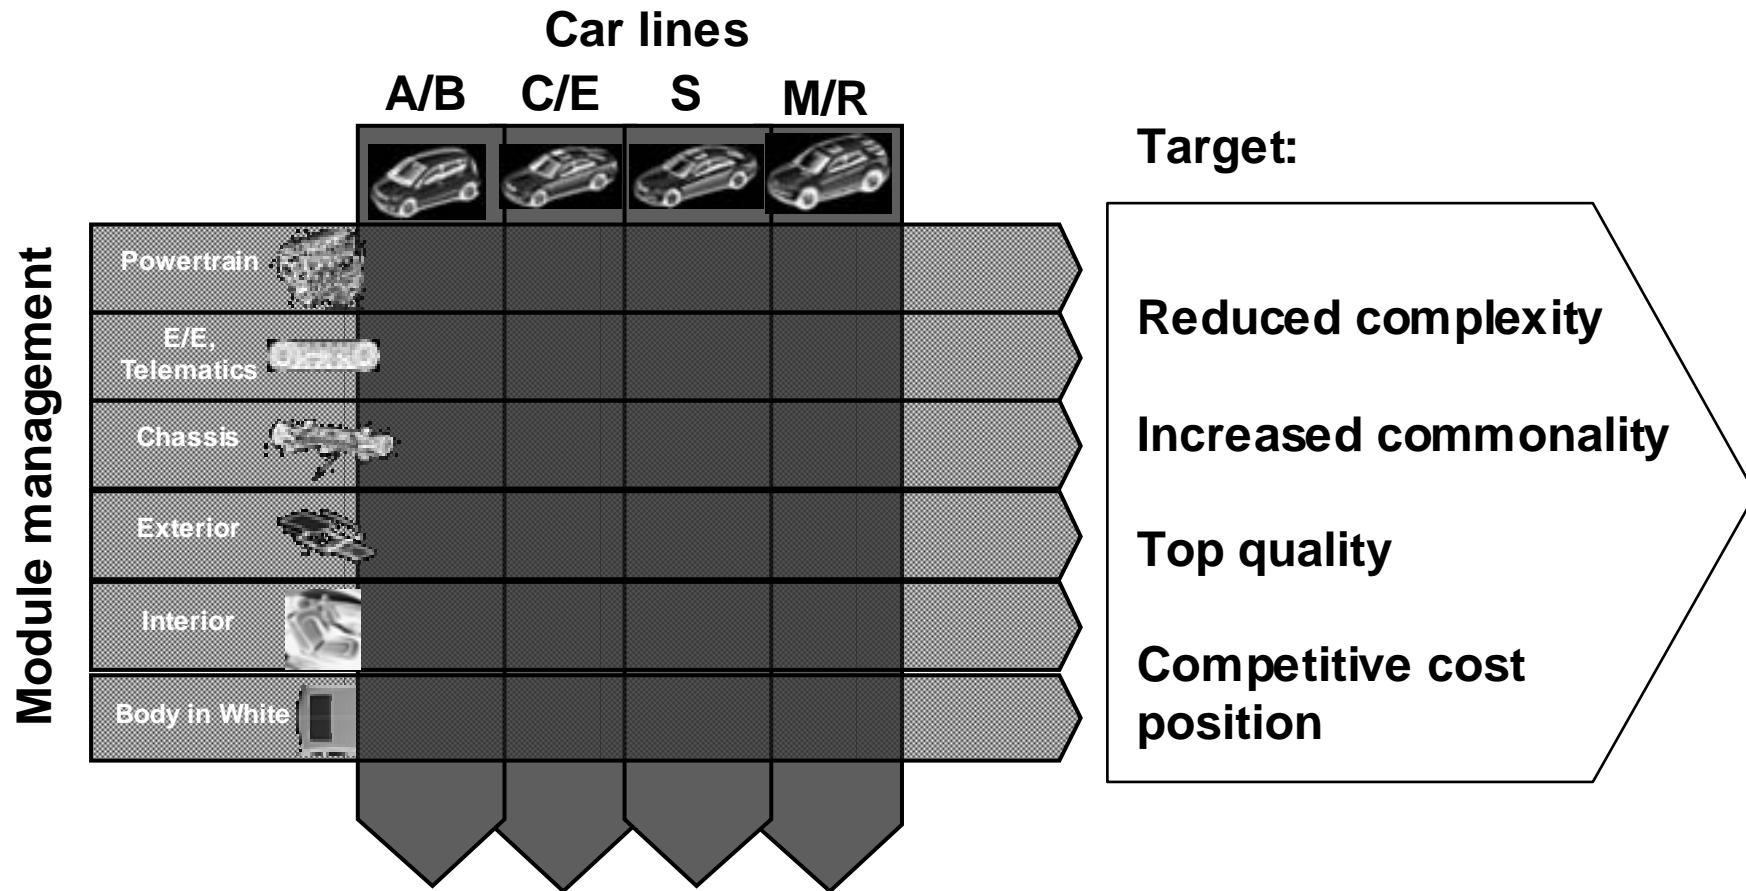 Car lines
A/B C/E S M/R
Target:
Module management
Powertrain
E/E,
Telematics
Chassis
Exterior
Interior
Body in White
Reduced complexity
Increased commonality
Top quality
Competitive cost
position